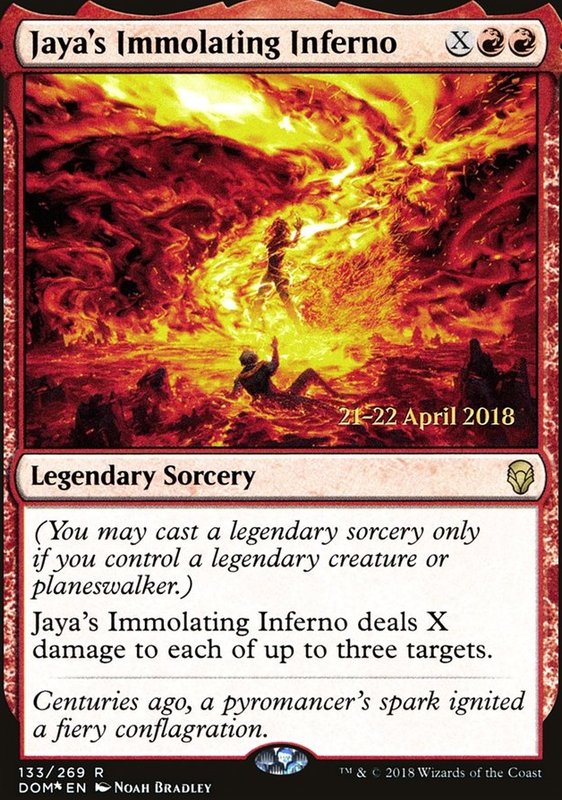 Jaya's Immolating Inferno X
21–22 April 2018
Legendary Sorcery
(You may cast a legendary sorcery only
if you control a legendary creature or
planeswalker.)
Jaya's Immolating Inferno deals X
damage to each of up to three targets.
Centuries ago, a pyromancer's spark ignited
a fiery conflagration.
133/269 R
DOM★EN Noah Bradley
™ & © 2018 Wizards of the Coast